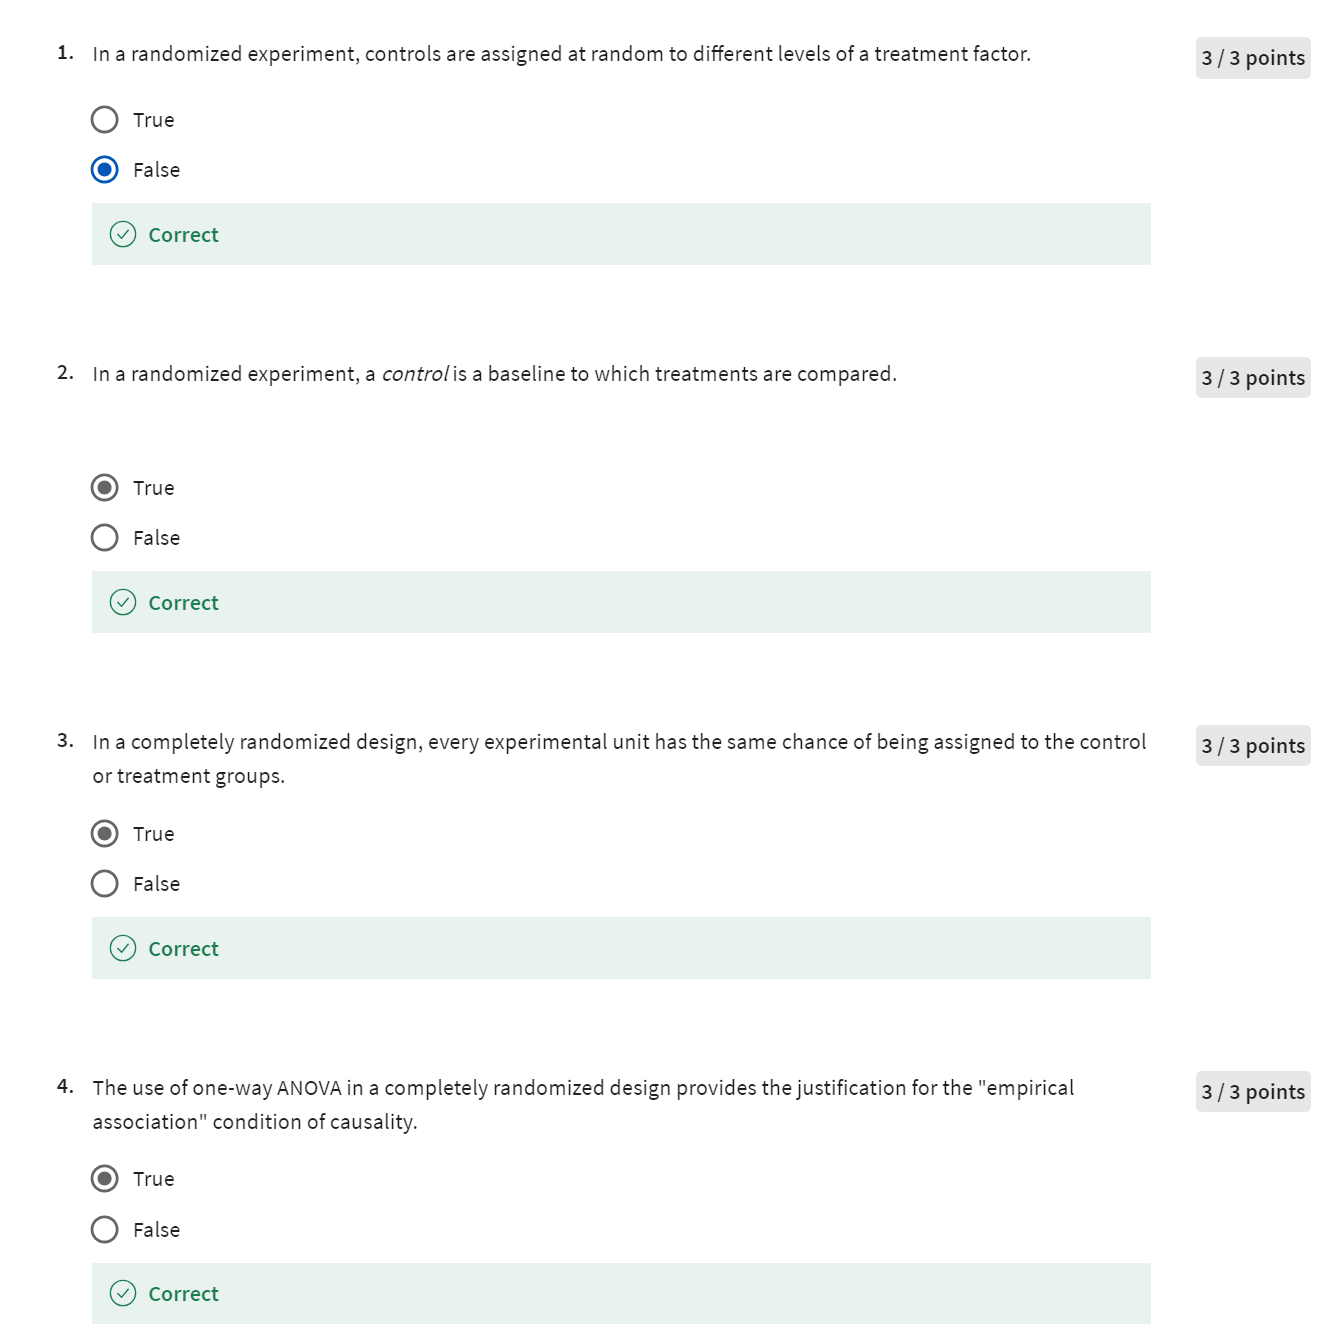 1. In a randomized experiment, controls are assigned at random to different levels of a treatment factor.
3 / 3 points
True
False
Correct
2. In a randomized experiment, a control is a baseline to which treatments are compared.
3 / 3 points
True
False
Correct
3. In a completely randomized design, every experimental unit has the same chance of being assigned to the control
or treatment groups.
3 / 3 points
True
False
Correct
4. The use of one-way ANOVA in a completely randomized design provides the justification for the "empirical
association" condition of causality.
3 / 3 points
True
False
Correct